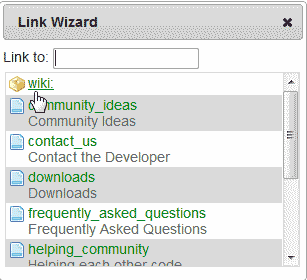 Link Wizard
Link to:
wiki:
community_ideas
Community Ideas
contact_us
Contact the Developer
downloads
Downloads
frequently_asked_questions
Frequently Asked Questions
helping_community
Helping each other code